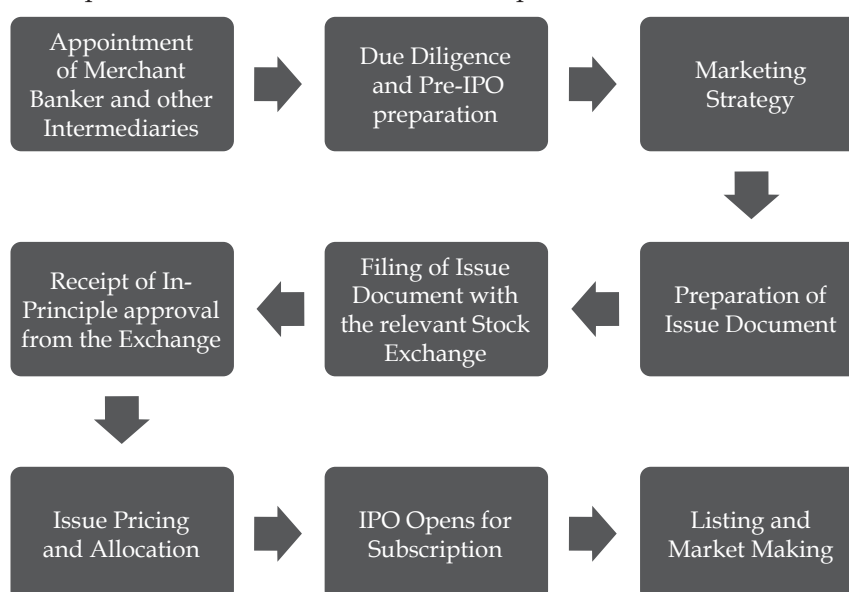 Appointment
of Merchant
Banker and other
Intermediaries
Due Diligence
and Pre-IPO
preparation
Marketing
Strategy
Preparation of
Issue Document
Filing of Issue
Document with
the relevant Stock
Exchange
Receipt of In-
Principle approval
from the Exchange
Issue Pricing
and Allocation
IPO Opens for
Subscription
Listing and
Market Making